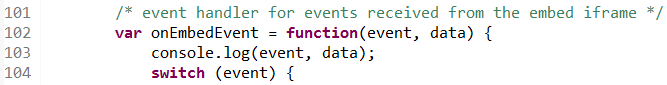 101 /* event handler for events received from the embed iframe */
102 var onEmbedEvent = function(event, data) {
103 console.log(event, data);
104 switch (event) {